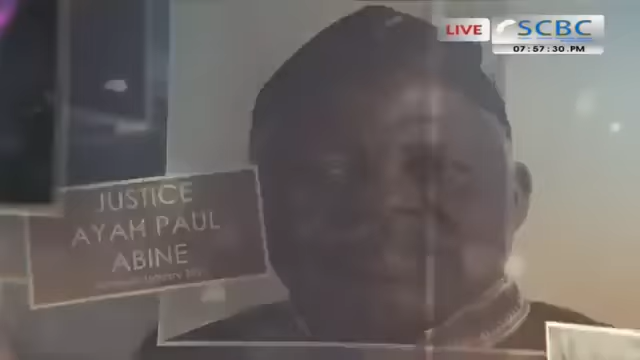 LIVE
SCBC
07:57:30.PM
JUSTICE
AYAH PAUL
ABINE